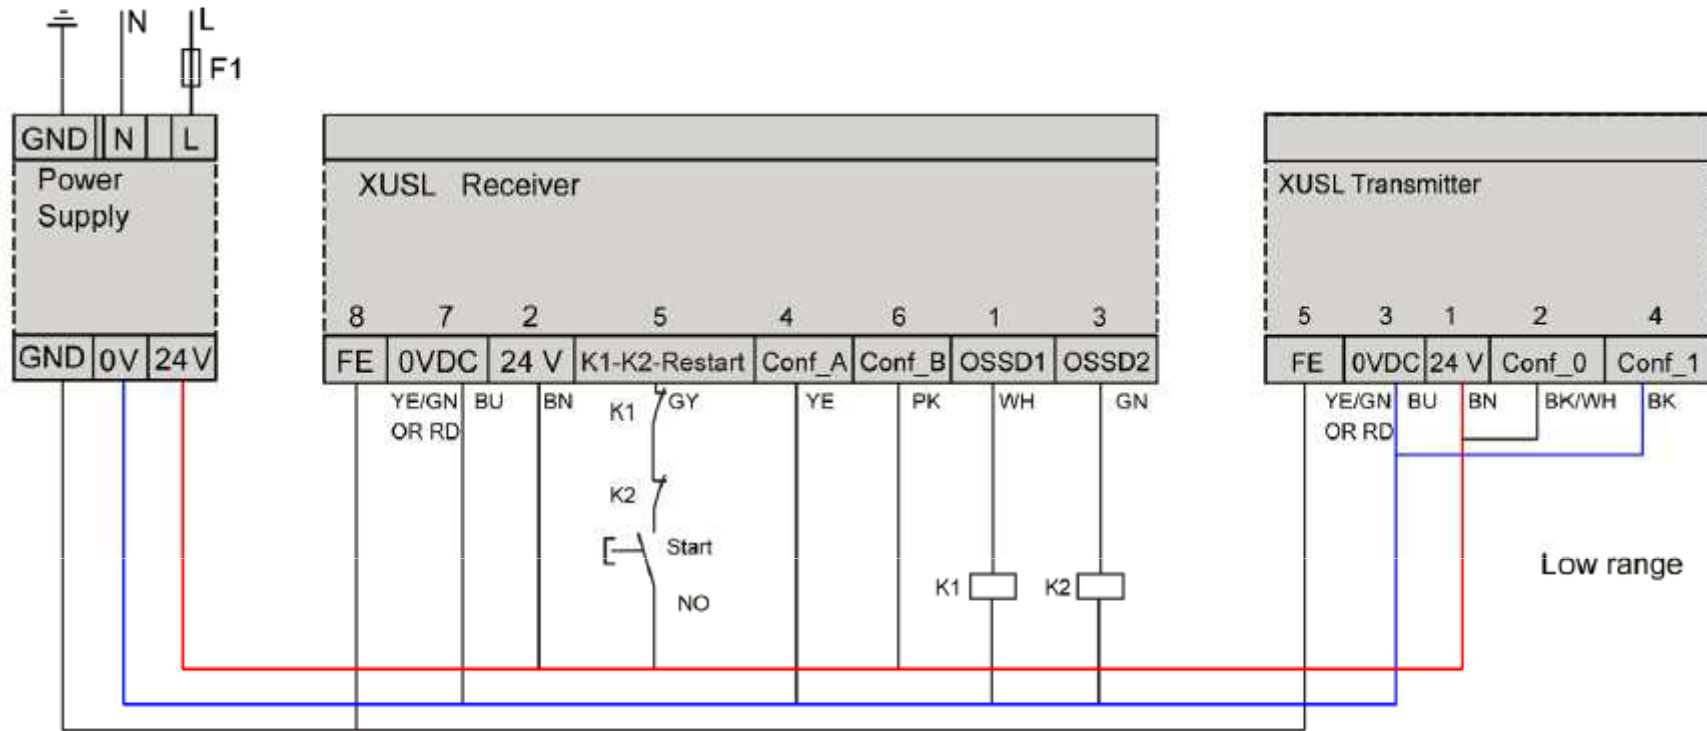 N L
F1
GND N L
Power
Supply
GND 0V 24V
XUSL Receiver
8 7 2 5 4 6 1 3
FE 0VDC 24 V K1-K2-Restart Conf_A Conf_B OSSD1 OSSD2
YE/GN BU BN GY YE PK WH GN
OR RD
K1
K2
Start
NO
K1 K2
XUSL Transmitter
5 3 1 2 4
FE 0VDC 24 V Conf_0 Conf_1
YE/GN BU BN BK/WH BK
OR RD
Low range